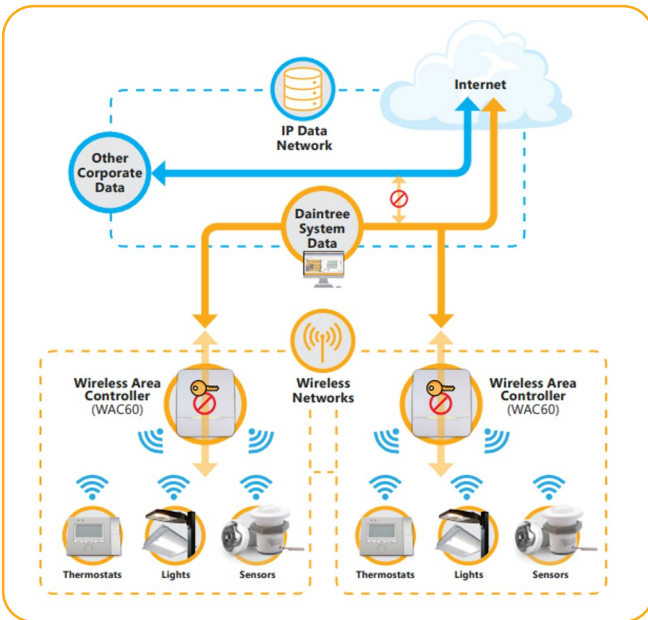 Internet
IP Data
Network
Other
Corporate
Data
Daintree
System
Data
Wireless Area
Controller
(WAC60)
Wireless
Networks
Wireless Area
Controller
(WAC60)
Thermostats
Lights
Sensors
Thermostats
Lights
Sensors